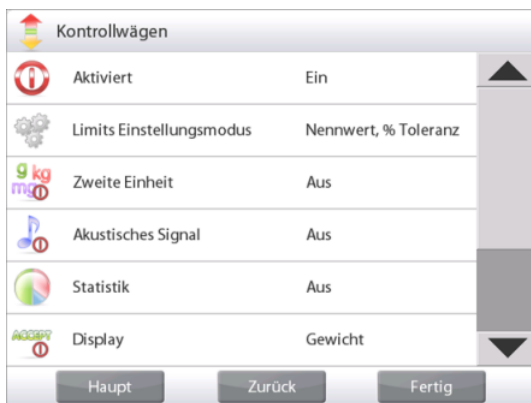 Kontrollwägen
Aktiviert Ein
Limits Einstellungsmodus Nennwert, % Toleranz
g kg
mg
Zweite Einheit Aus
Akustisches Signal Aus
Statistik Aus
ACCEPT
Display Gewicht
Haupt Zurück Fertig